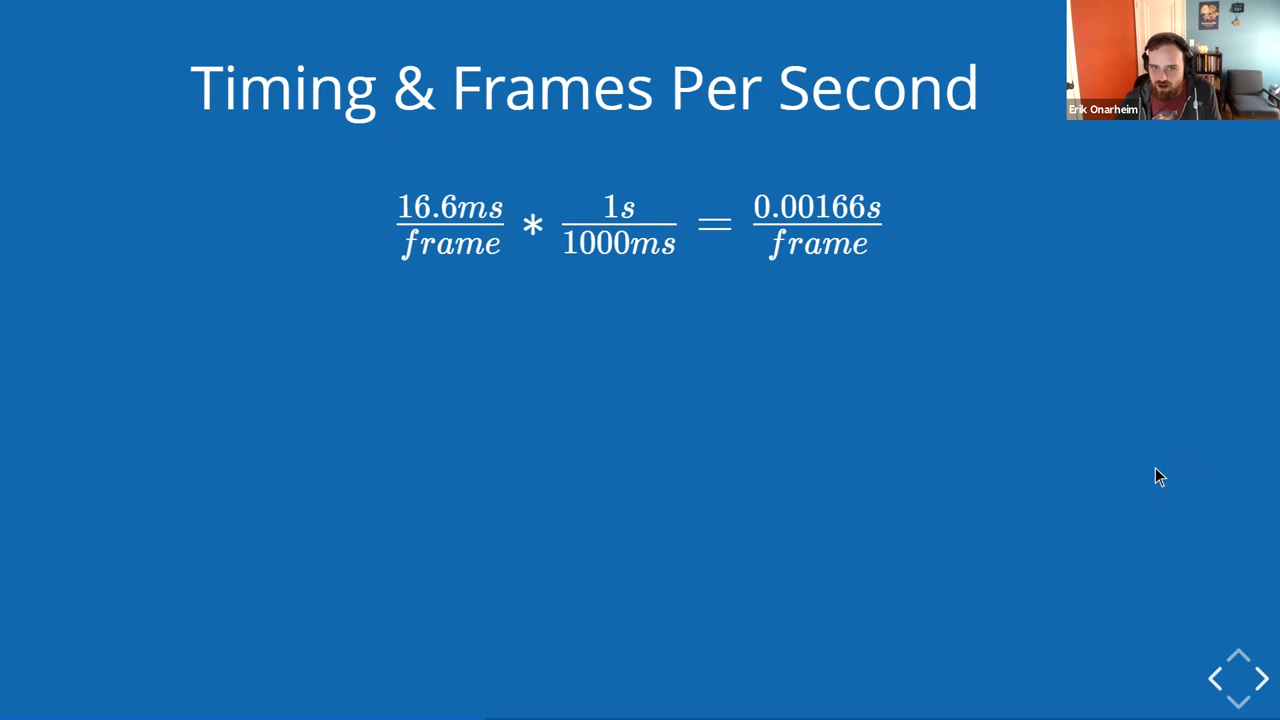 Timing & Frames Per Second
Erik Onarheim
16.6ms/frame * 1s/1000ms = 0.00166s/frame